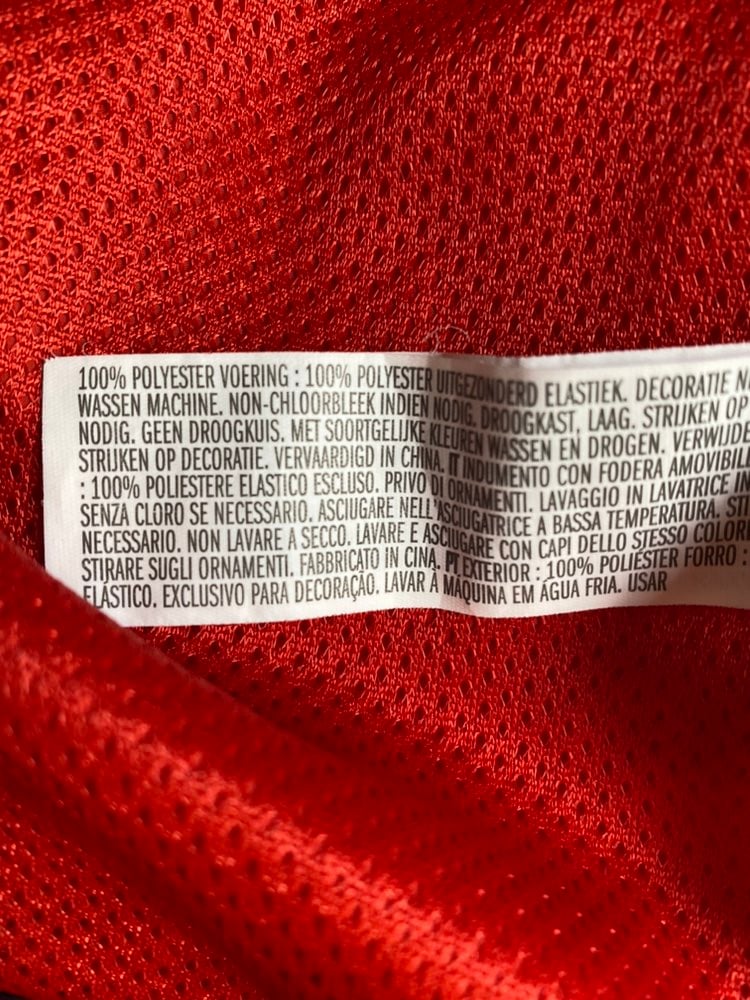 100% POLYESTER VOERING : 100% POLYESTER UITGEZONDERD ELASTIEK. DECORATIE
WASSEN MACHINE. NON-CHLOORBLEEK INDIEN NODIG. DROOGKAST, LAAG. STRIJKEN OP
NODIG. GEEN DROOGKUIS. MET SOORTGELIJKE KLEUREN WASSEN EN DROGEN. VERWIJDE
STRIJKEN OP DECORATIE. VERVAARDIGD IN CHINA. IT INDUMENTO CON FODERA AMOVIBIL
: 100% POLIESTERE ELASTICO ESCLUSO. PRIVO DI ORNAMENTI. LAVAGGIO IN LAVATRICE IN
SENZA CLORO SE NECESSARIO. ASCIUGARE NELL'ASCIUGATRICE A BASSA TEMPERATURA. ST
NECESSARIO. NON LAVARE A SECCO. LAVARE E ASCIUGARE CON CAPI DELLO STESSO COLORE
STIRARE SUGLI ORNAMENTI. FABBRICATO IN CINA. PT EXTERIOR : 100% POLIÉSTER FORRO :
ELÁSTICO. EXCLUSIVO PARA DECORAÇÃO. LAVAR À MÁQUINA EM ÁGUA FRIA. USAR